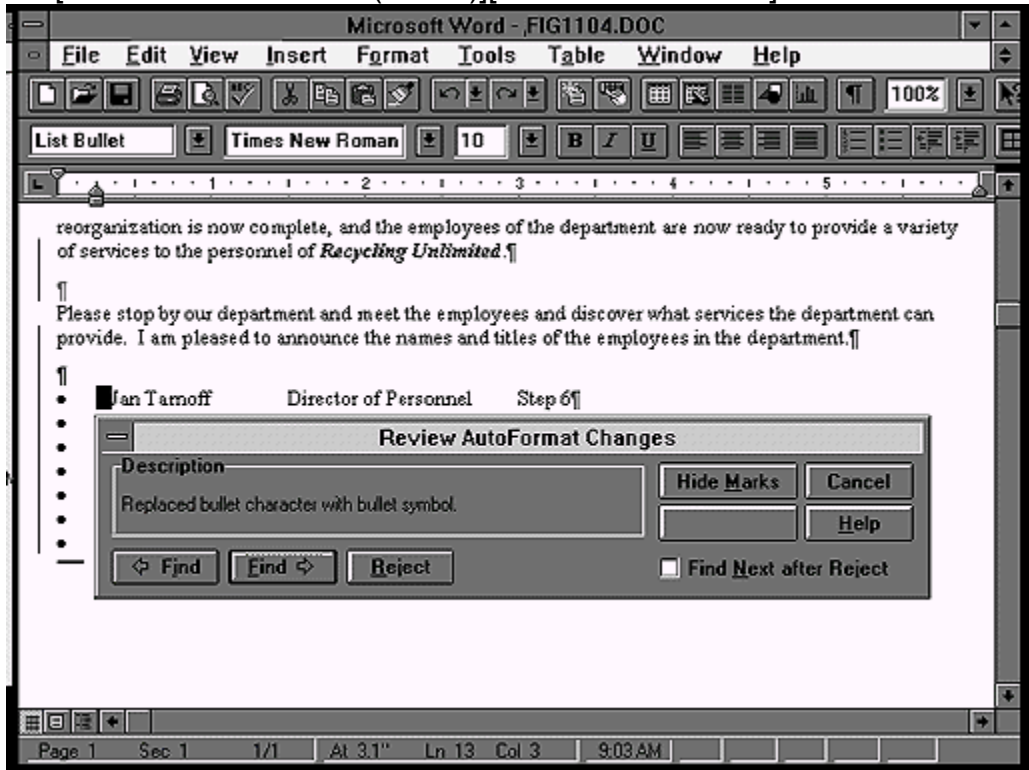 Microsoft Word - FIG1104.DOC
File Edit View Insert Format Tools Table Window Help
100%
List Bullet Times New Roman 10 B I U
1 2 3 4 5
reorganization is now complete, and the employees of the department are now ready to provide a variety
of services to the personnel of Recycling Unlimited.¶
¶
Please stop by our department and meet the employees and discover what services the department can
provide. I am pleased to announce the names and titles of the employees in the department.¶
¶
• Jan Tarnoff Director of Personnel Step 6¶
Review AutoFormat Changes
Description
Replaced bullet character with bullet symbol.
Hide Marks Cancel
Help
Find Find Reject
Find Next after Reject
Page 1 Sec 1 1/1 At 3.1" Ln 13 Col 3 9:03 AM